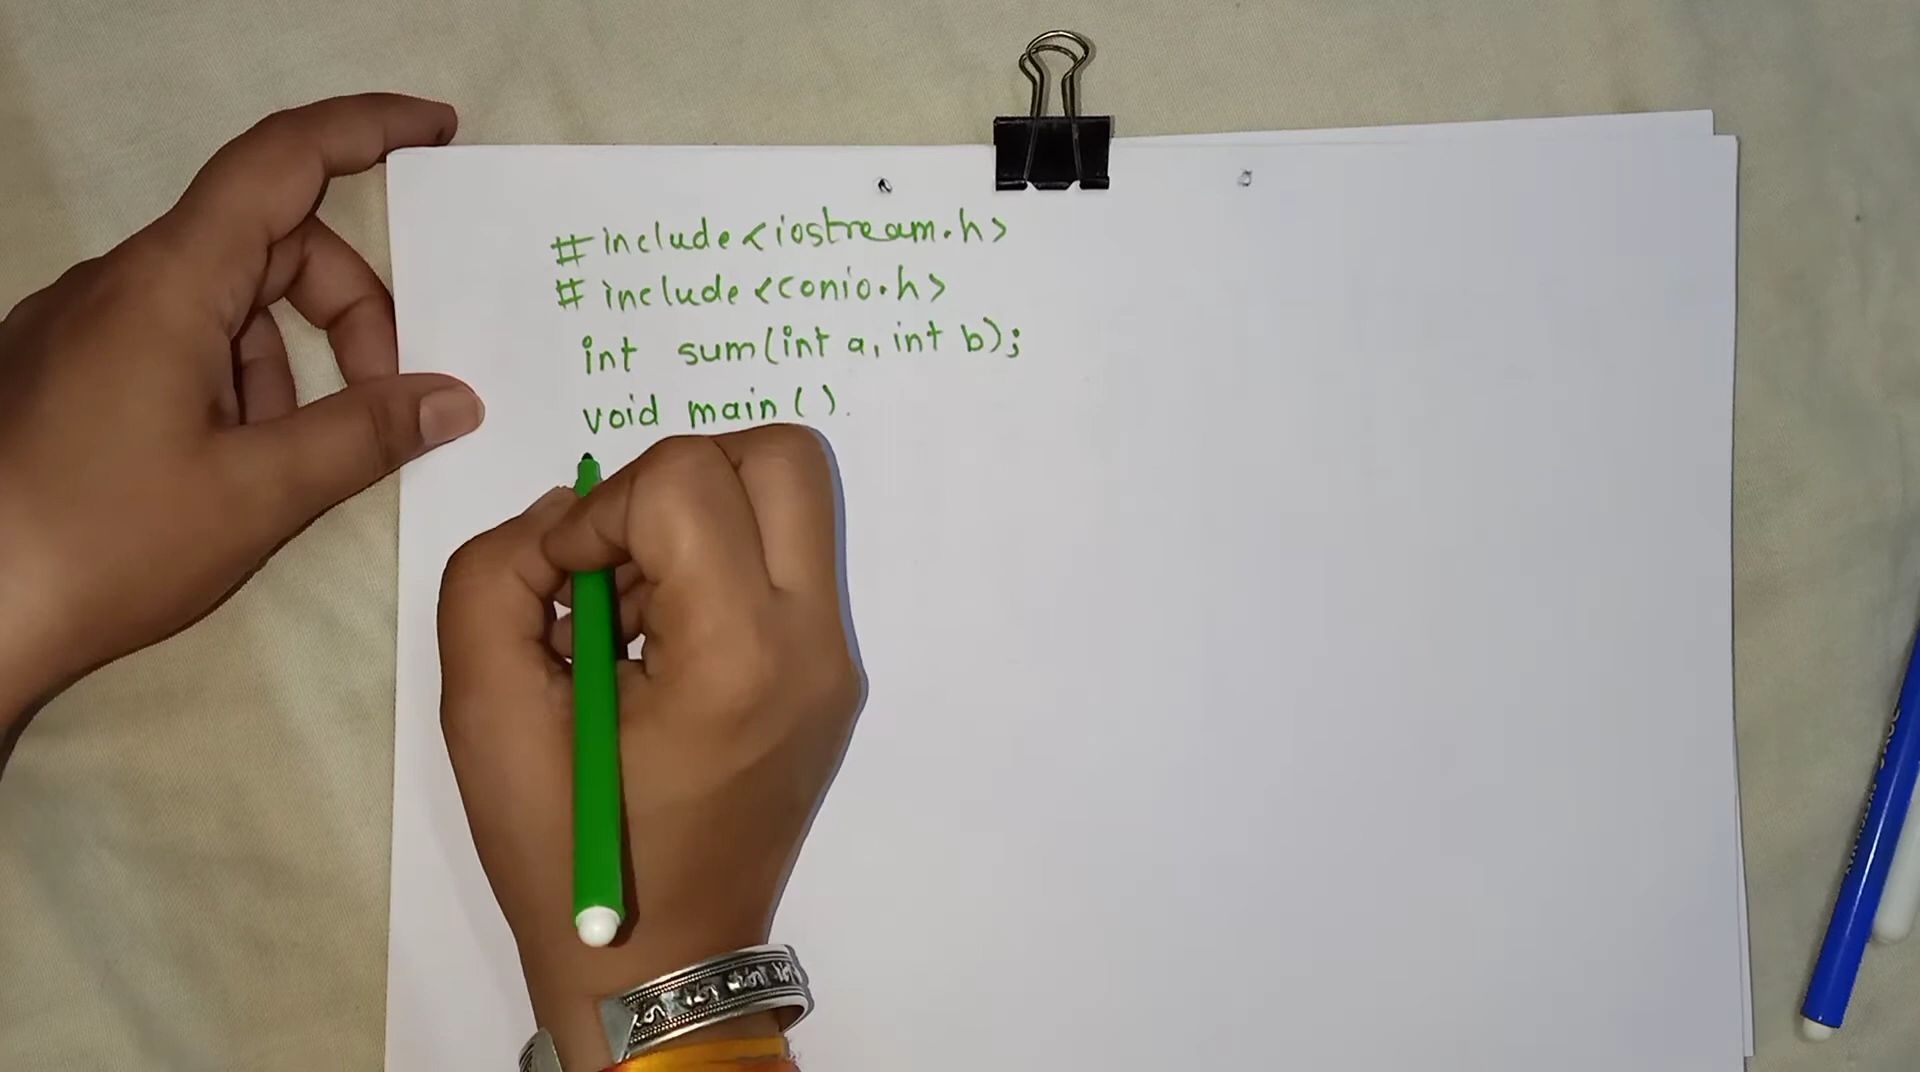 #include<iostream.h>
# include<conio.h>
int sum(int a, int b);
void main ()